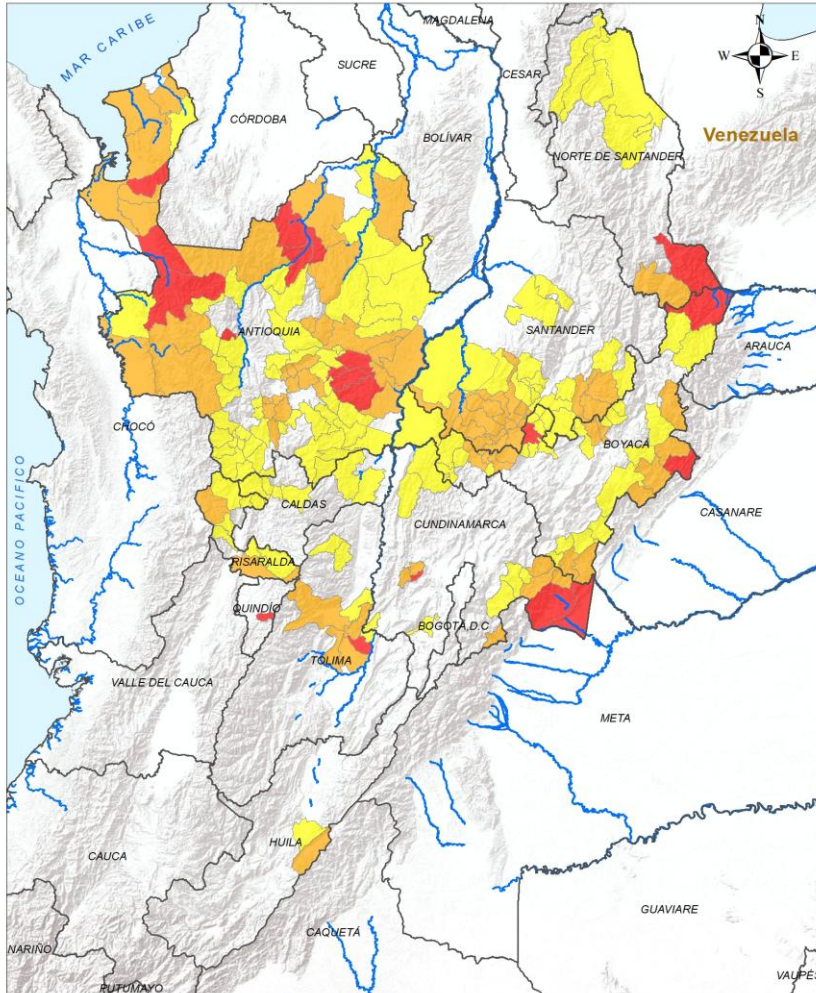 MAGDALENA
N
MAR CARIBE
SUCRE
CESAR
W
E
S
CÓRDOBA
BOLÍVAR
Venezuela
NORTE DE SANTANDER
ANTIOQUIA
SANTANDER
ARAUCA
CHOCÓ
BOYACÁ
OCEANO PACIFICO
CALDAS
CASANARE
CUNDINAMARCA
RISARALDA
QUINDÍO
BOGOTÁ, D.C
TOLIMA
VALLE DEL CAUCA
META
HUILA
CAUCA
GUAVIARE
CAQUETÁ
NARIÑO
PUTUMAYO
VAUPÉS